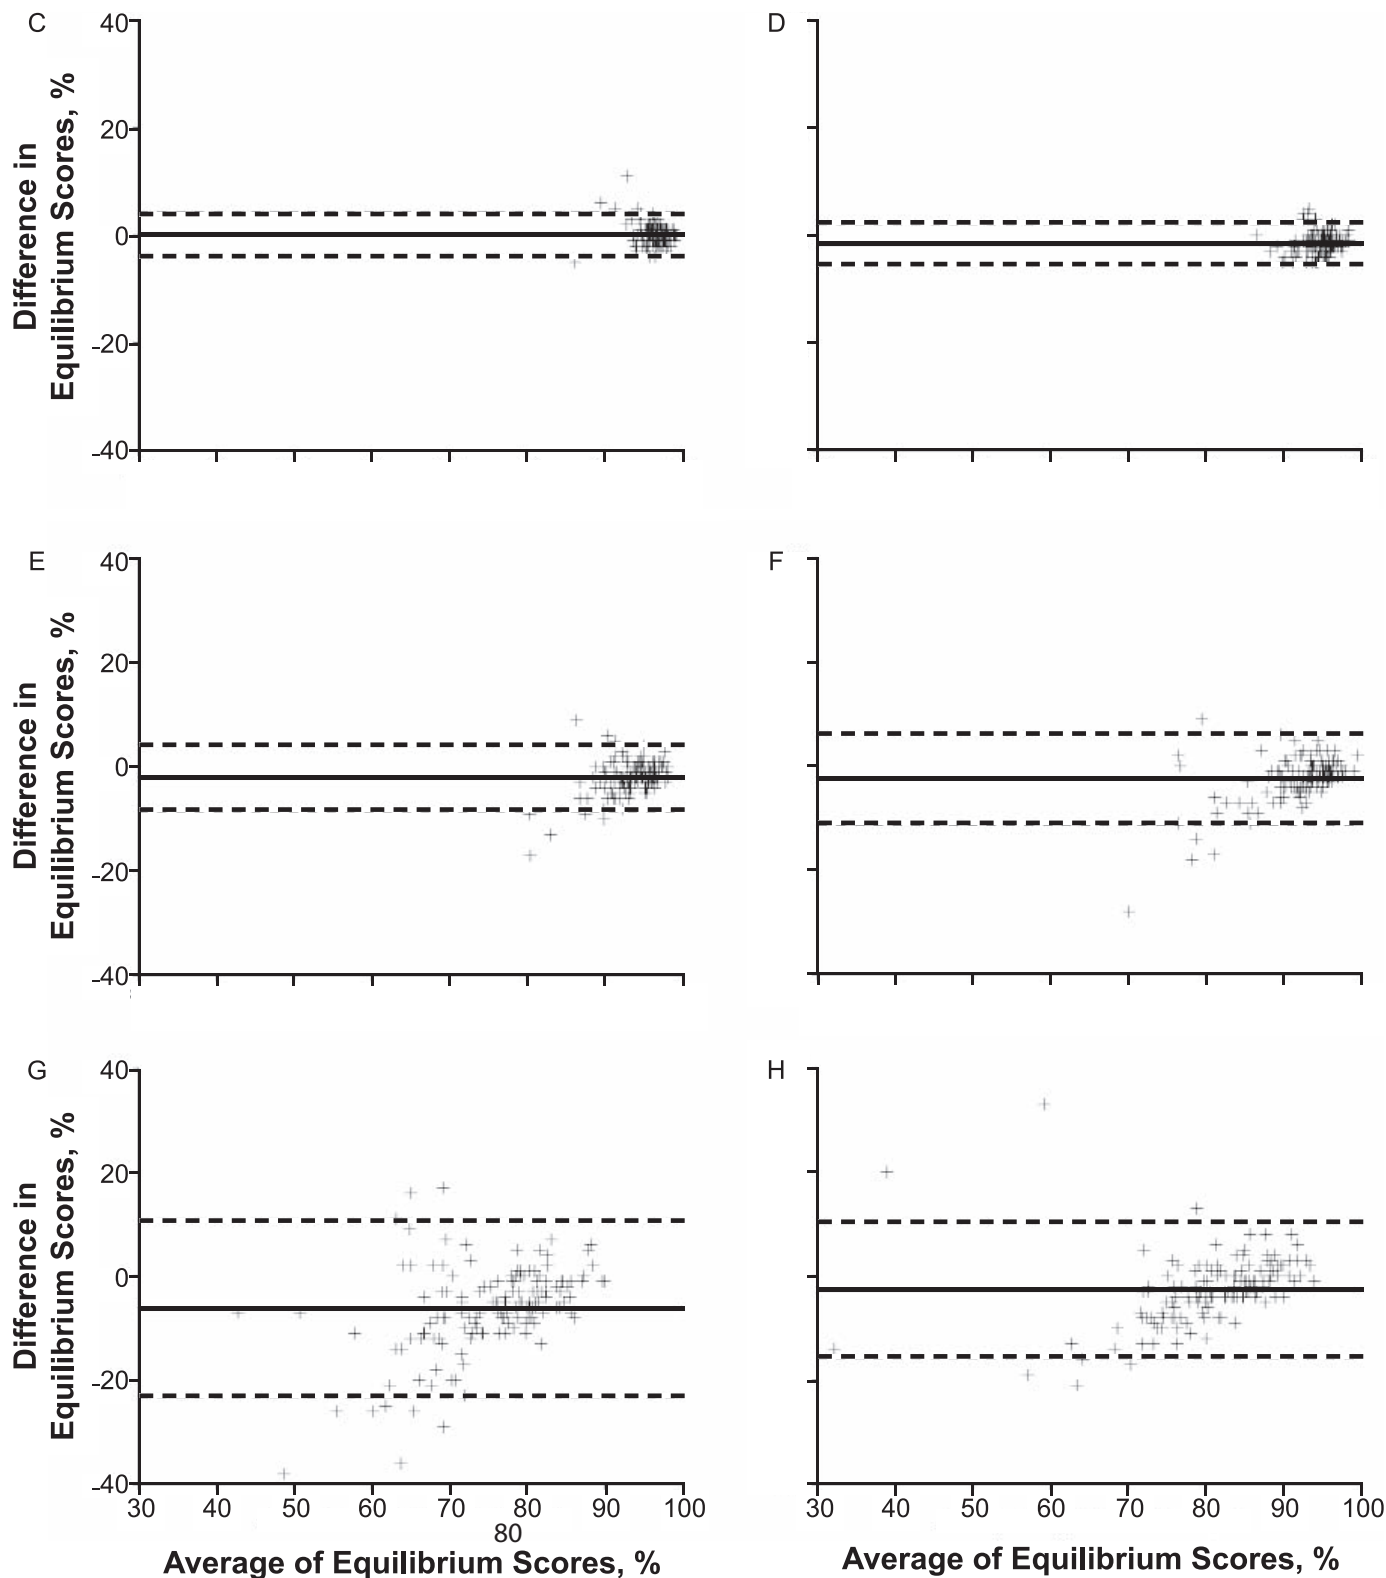 C
40
20
0
-20
-40
Difference in
Equilibrium Scores, %
D
E
40
20
0
-20
-40
Difference in
Equilibrium Scores, %
F
G
40
20
0
-20
-40
Difference in
Equilibrium Scores, %
30 40 50 60 70 80 90 100
Average of Equilibrium Scores, %
H
30 40 50 60 70 80 90 100
Average of Equilibrium Scores, %